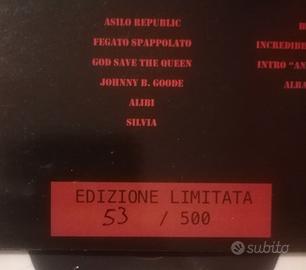 ASILO REPUBLIC
FEGATO SPAPPOLATO
GOD SAVE THE QUEEN
JOHNNY B. GOODE
ALIBI
SILVIA
B
INCREDIBI
INTRO "AN
ALBA
EDIZIONE LIMITATA
53 / 500
subito